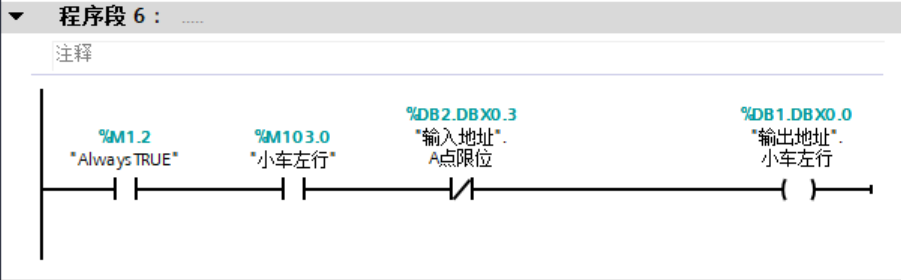 程序段 6： .....
注释
%M1.2
"AlwaysTRUE"
%M103.0
"小车左行"
%DB2.DBX0.3
"输入地址".
A点限位
%DB1.DBX0.0
"输出地址".
小车左行